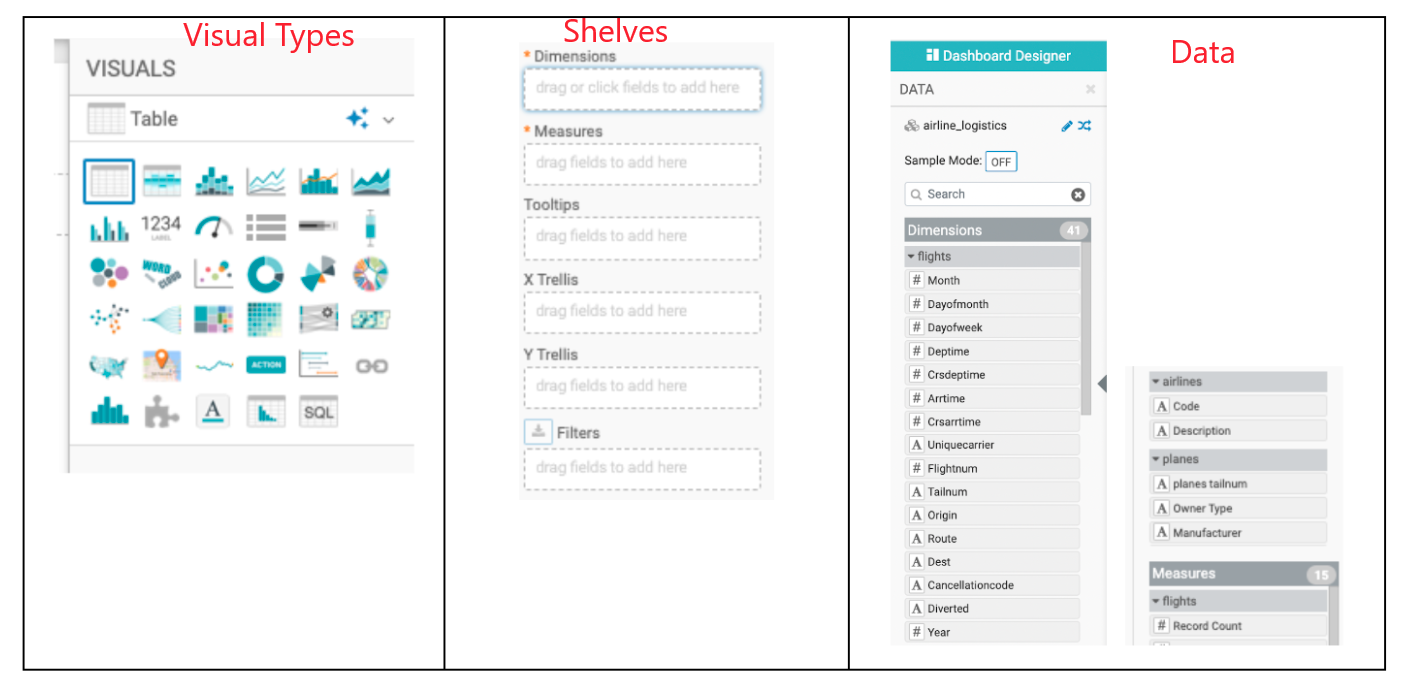 Visual Types
VISUALS
Table
1234
LABEL
WORD
CLOUD
ACTION
A
SQL
Shelves
* Dimensions
drag or click fields to add here
* Measures
drag fields to add here
Tooltips
drag fields to add here
X Trellis
drag fields to add here
Y Trellis
drag fields to add here
Filters
drag fields to add here
Data
Dashboard Designer
DATA ×
airline_logistics
Sample Mode: OFF
Search
Dimensions 41
flights
# Month
# Dayofmonth
# Dayofweek
# Deptime
# Crsdeptime
# Arrtime
# Crsarrtime
A Uniquecarrier
# Flightnum
A Tailnum
A Origin
A Route
A Dest
A Cancellationcode
A Diverted
# Year
airlines
A Code
A Description
planes
A planes tailnum
A Owner Type
A Manufacturer
Measures 15
flights
# Record Count